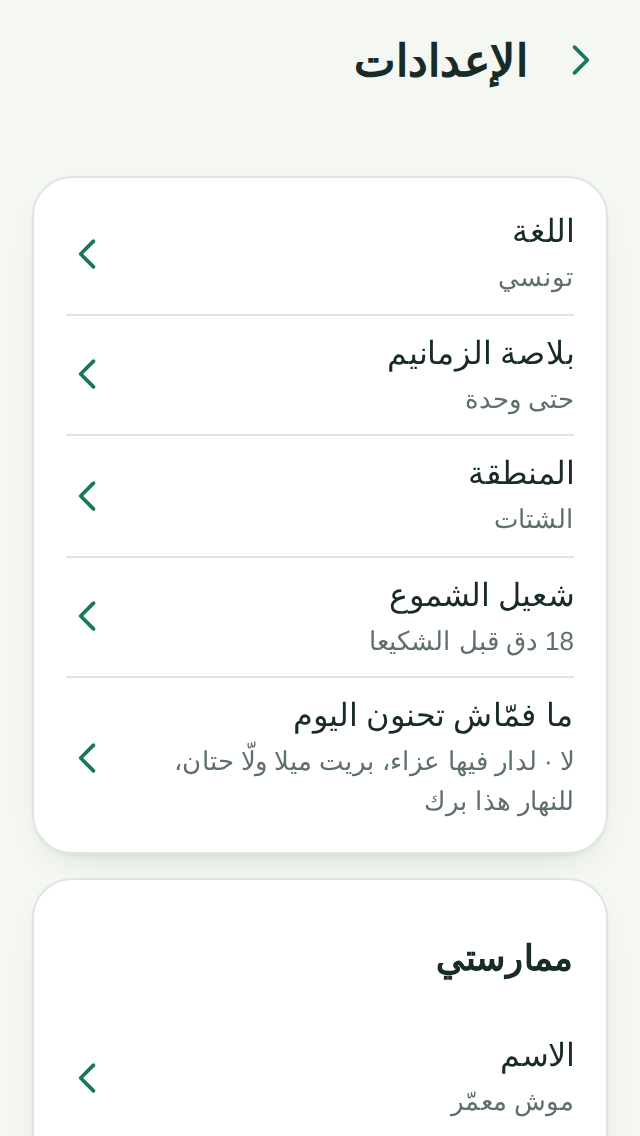 الإعدادات
اللغة
تونسي
بلاصة الزمانيم
حتى وحدة
المنطقة
الشتات
شعيل الشموع
18 دق قبل الشكيعا
ما فمّاش تحنون اليوم
لا · لدار فيها عزاء، بريت ميلا ولّا حتان،
للنهار هذا برك
ممارستي
الاسم
موش معمّر